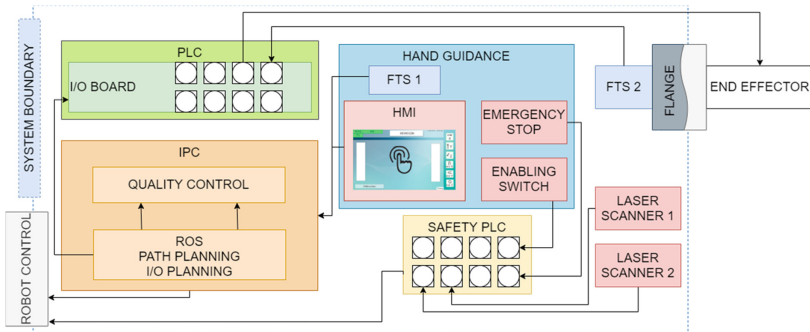 SYSTEM BOUNDARY
PLC
I/O BOARD
HAND GUIDANCE
FTS 1
HMI
EMERGENCY
STOP
ENABLING
SWITCH
FTS 2
FLANGE
END EFFECTOR
IPC
QUALITY CONTROL
ROS
PATH PLANNING
I/O PLANNING
SAFETY PLC
LASER
SCANNER 1
LASER
SCANNER 2
ROBOT CONTROL